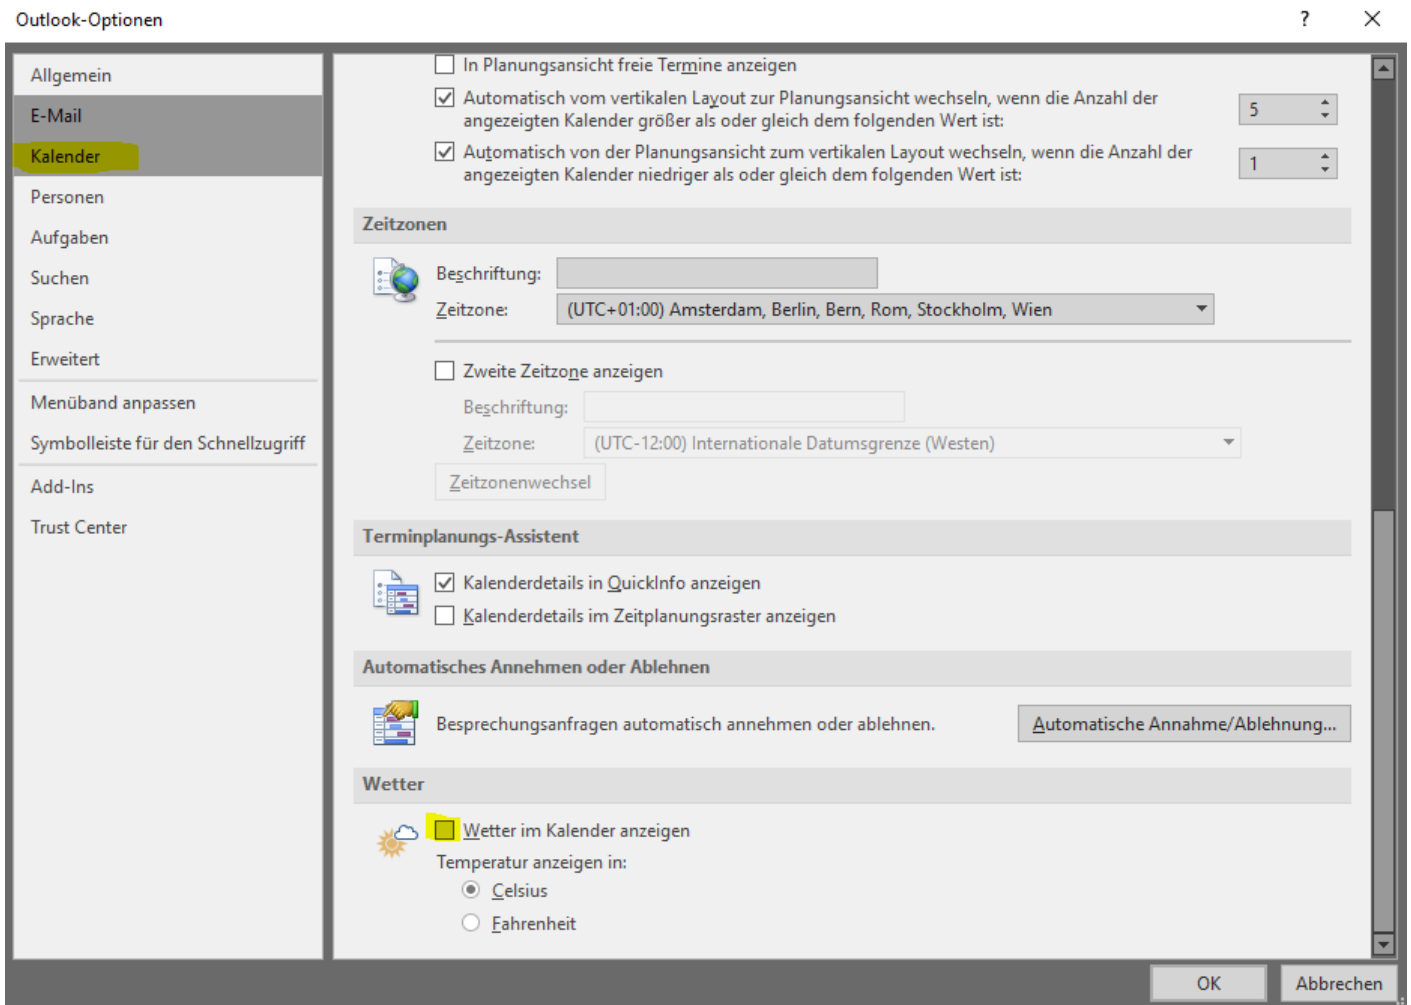 Outlook-Optionen
?
Allgemein
E-Mail
Kalender
Personen
Aufgaben
Suchen
Sprache
Erweitert
Menüband anpassen
Symbolleiste für den Schnellzugriff
Add-Ins
Trust Center
In Planungsansicht freie Termine anzeigen
Automatisch vom vertikalen Layout zur Planungsansicht wechseln, wenn die Anzahl der
angezeigten Kalender größer als oder gleich dem folgenden Wert ist:
5
Automatisch von der Planungsansicht zum vertikalen Layout wechseln, wenn die Anzahl der
angezeigten Kalender niedriger als oder gleich dem folgenden Wert ist:
1
Zeitzonen
Beschriftung:
Zeitzone: (UTC+01:00) Amsterdam, Berlin, Bern, Rom, Stockholm, Wien
Zweite Zeitzone anzeigen
Beschriftung:
Zeitzone: (UTC-12:00) Internationale Datumsgrenze (Westen)
Zeitzonenwechsel
Terminplanungs-Assistent
Kalenderdetails in QuickInfo anzeigen
Kalenderdetails im Zeitplanungsraster anzeigen
Automatisches Annehmen oder Ablehnen
Besprechungsanfragen automatisch annehmen oder ablehnen. Automatische Annahme/Ablehnung...
Wetter
Wetter im Kalender anzeigen
Temperatur anzeigen in:
Celsius
Fahrenheit
OK Abbrechen